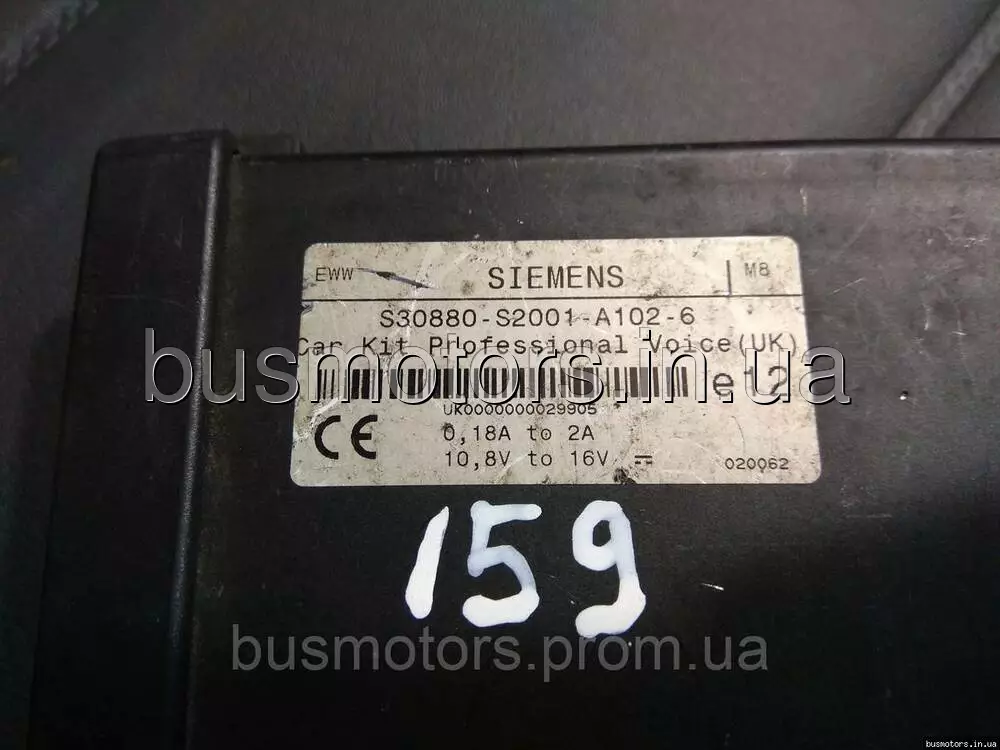 EWW SIEMENS M8
S30880-S2001-A102-6
Car Kit Professional Voice(UK)
busmotors.in.ua
e12
UK0000000029905
CE 0,18A to 2A
10,8V to 16V
020062
159
busmotors.prom.ua
busmotors.in.ua